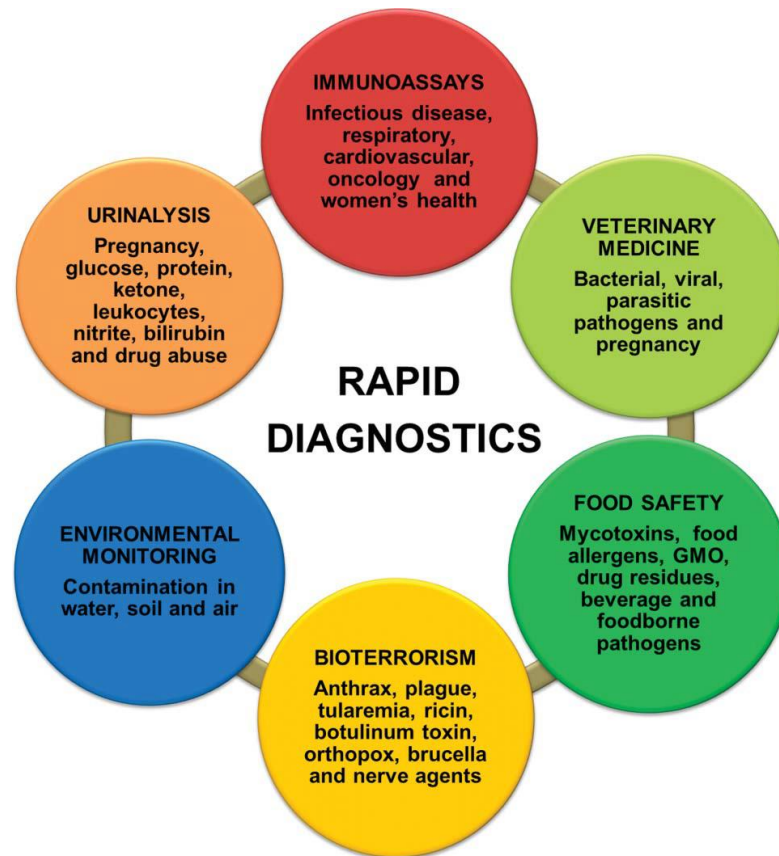 IMMUNOASSAYS
Infectious disease,
respiratory,
cardiovascular,
oncology and
women's health
VETERINARY
MEDICINE
Bacterial, viral,
parasitic
pathogens and
pregnancy
FOOD SAFETY
Mycotoxins, food
allergens, GMO,
drug residues,
beverage and
foodborne
pathogens
BIOTERRORISM
Anthrax, plague,
tularemia, ricin,
botulinum toxin,
orthopox, brucella
and nerve agents
ENVIRONMENTAL
MONITORING
Contamination in
water, soil and air
URINALYSIS
Pregnancy,
glucose, protein,
ketone,
leukocytes,
nitrite, bilirubin
and drug abuse
RAPID
DIAGNOSTICS